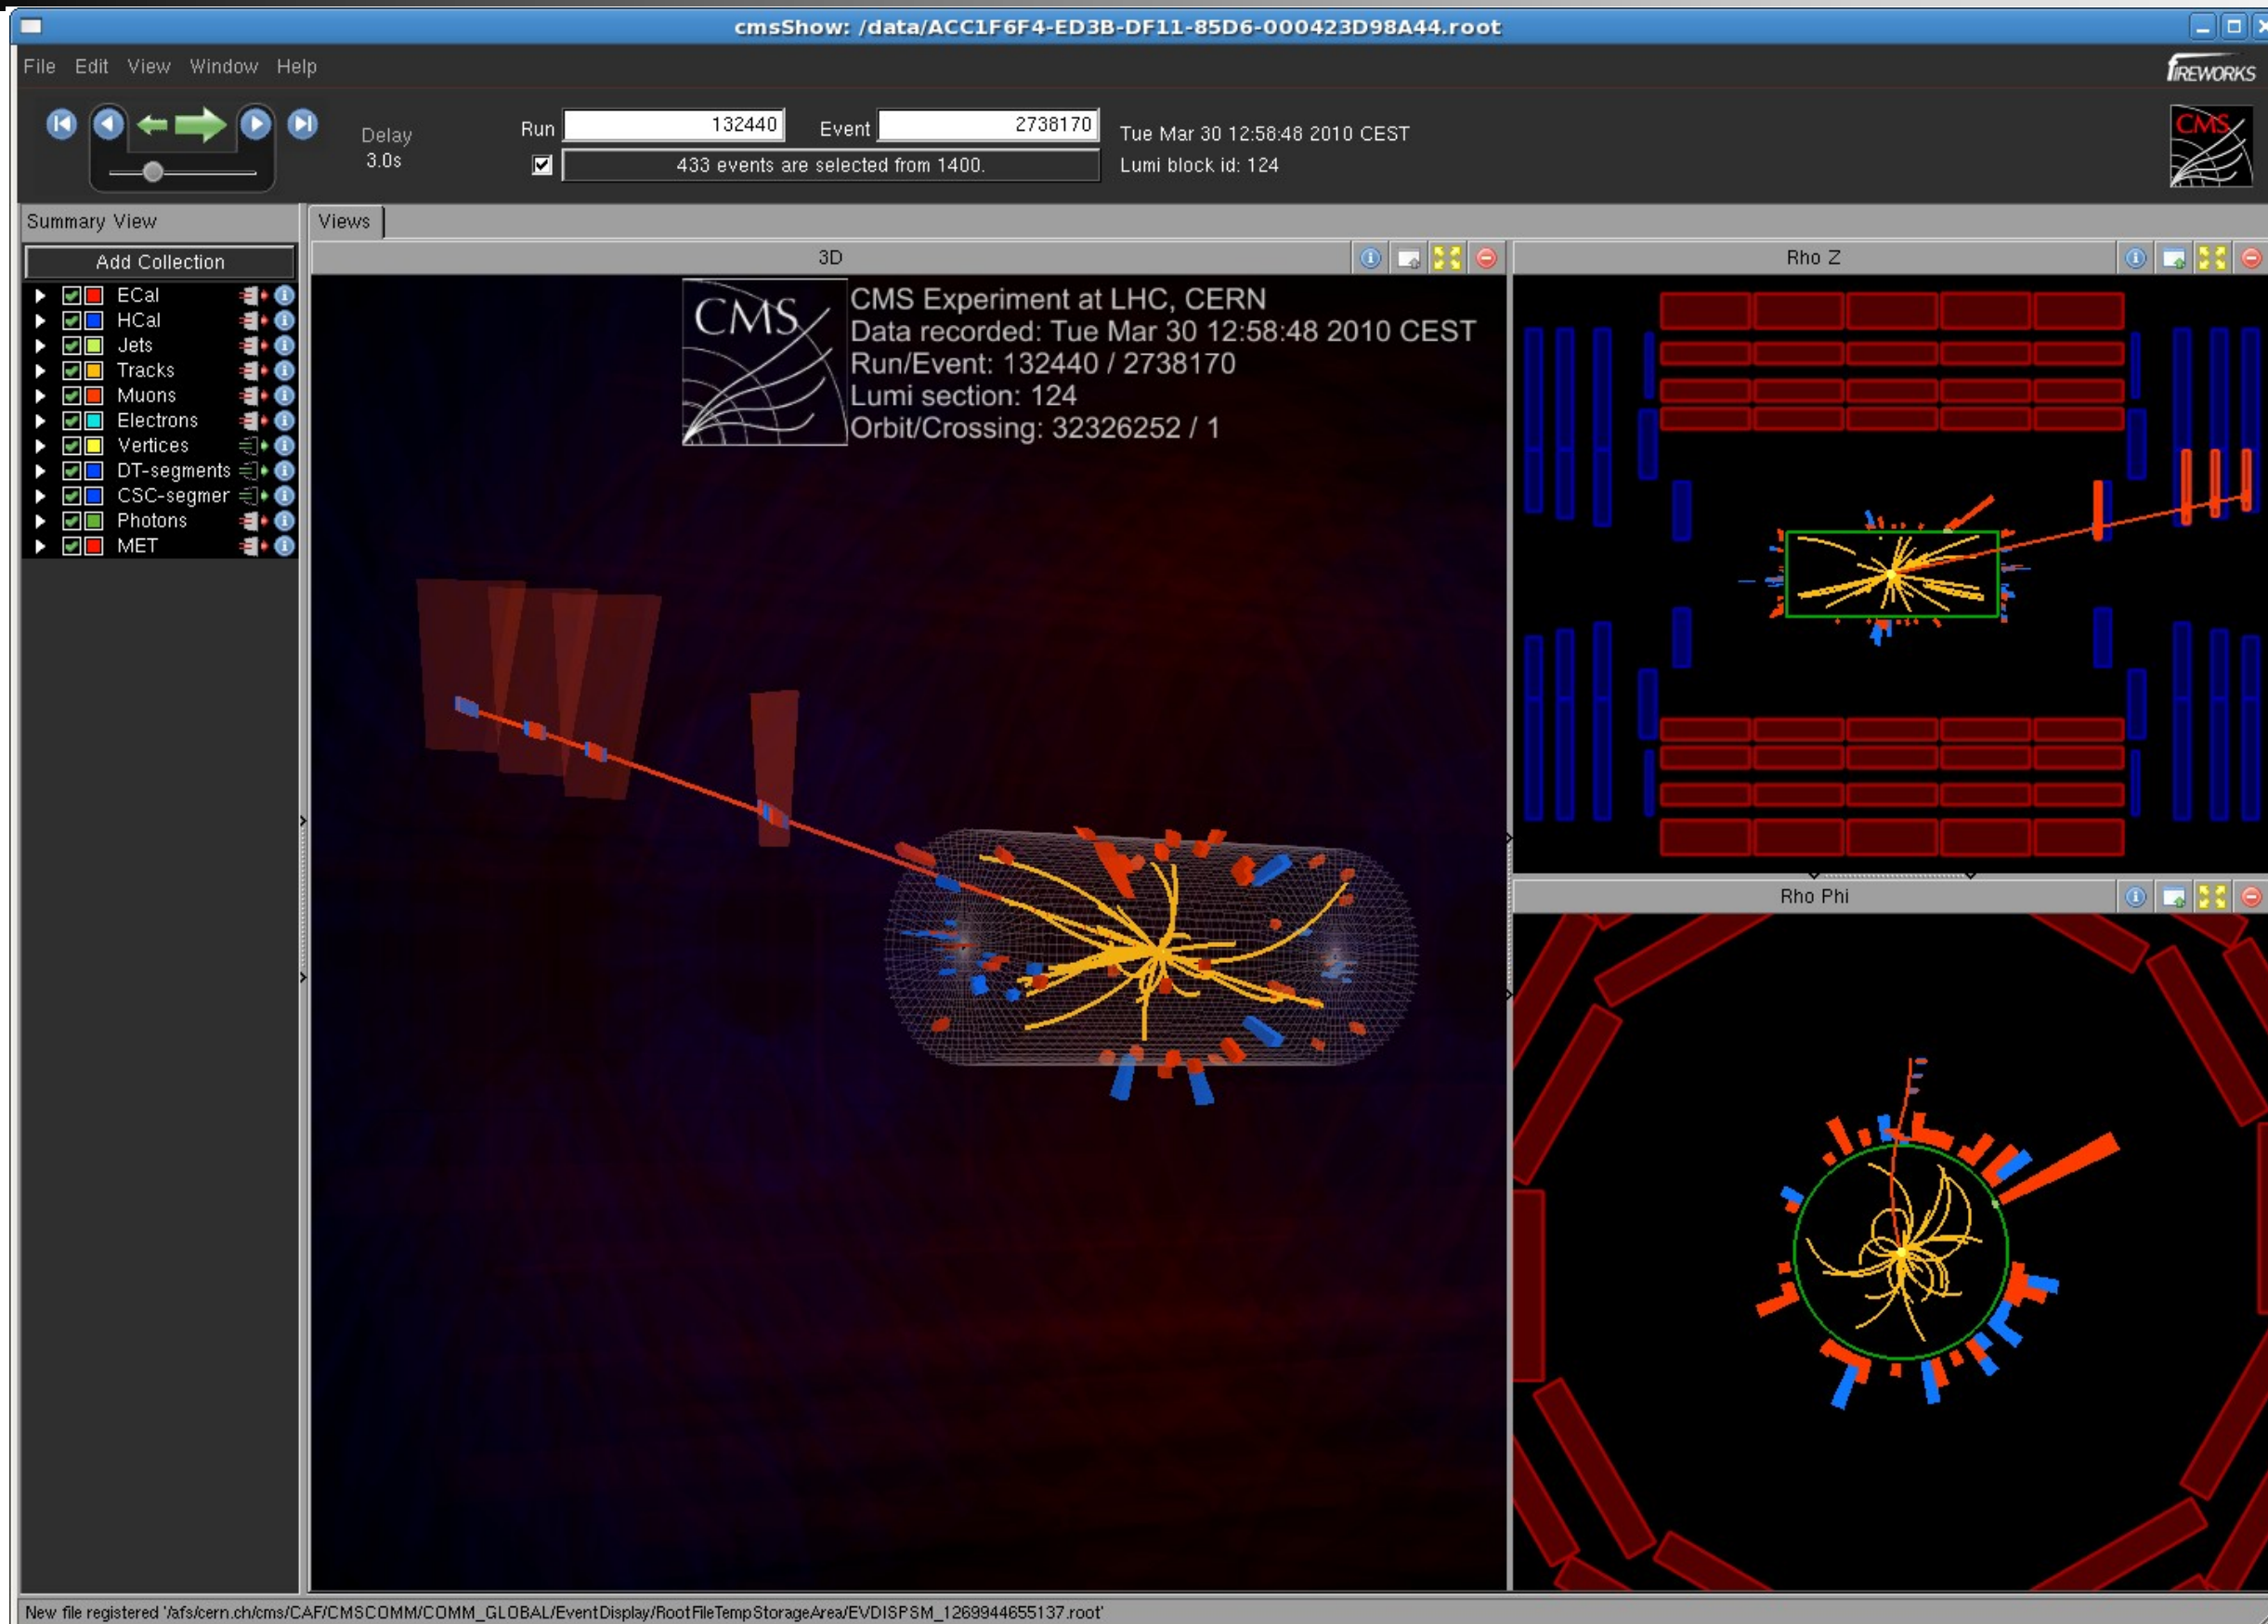 cmsShow: /data/ACC1F6F4-ED3B-DF11-85D6-000423D98A44.root
File Edit View Window Help
FIREWORKS
Delay
3.0s
Run 132440 Event 2738170 Tue Mar 30 12:58:48 2010 CEST
433 events are selected from 1400. Lumi block id: 124
CMS
Summary View
Views
Add Collection
ECal
HCal
Jets
Tracks
Muons
Electrons
Vertices
DT-segments
CSC-segmer
Photons
MET
3D
CMS
CMS Experiment at LHC, CERN
Data recorded: Tue Mar 30 12:58:48 2010 CEST
Run/Event: 132440 / 2738170
Lumi section: 124
Orbit/Crossing: 32326252 / 1
Rho Z
Rho Phi
New file registered '/afs/cern.ch/cms/CAF/CMSCOMM/COMM_GLOBAL/EventDisplay/RootFileTempStorageArea/EVDISPSM_1269944655137.root'